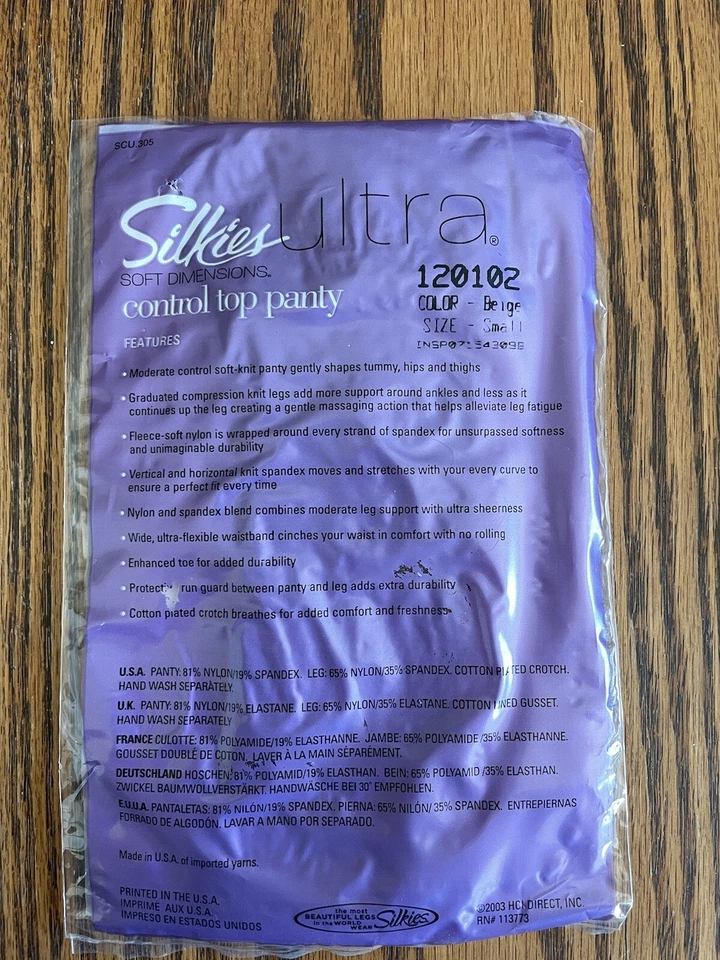 SCU.305
Silkies ultra®
SOFT DIMENSIONS®
control top panty
120102
COLOR - Beige
SIZE - Small
FEATURES
• Moderate control soft-knit panty gently shapes tummy, hips and thighs
• Graduated compression knit legs add more support around ankles and less as it
continues up the leg creating a gentle massaging action that helps alleviate leg fatigue
• Fleece-soft nylon is wrapped around every strand of spandex for unsurpassed softness
and unimaginable durability
• Vertical and horizontal knit spandex moves and stretches with your every curve to
ensure a perfect fit every time
• Nylon and spandex blend combines moderate leg support with ultra sheerness
• Wide, ultra-flexible waistband cinches your waist in comfort with no rolling
• Enhanced toe for added durability
• Protective run guard between panty and leg adds extra durability
• Cotton plated crotch breathes for added comfort and freshness
U.S.A. PANTY: 81% NYLON/19% SPANDEX. LEG: 65% NYLON/35% SPANDEX. COTTON PLATED CROTCH.
HAND WASH SEPARATELY.
U.K. PANTY: 81% NYLON/19% ELASTANE. LEG: 65% NYLON/35% ELASTANE. COTTON LINED GUSSET.
HAND WASH SEPARATELY
FRANCE CULOTTE: 81% POLYAMIDE/19% ELASTHANNE. JAMBE: 65% POLYAMIDE /35% ELASTHANNE.
GOUSSET DOUBLÉ DE COTON. LAVER À LA MAIN SÉPARÉMENT.
DEUTSCHLAND HOSCHEN: 81% POLYAMID/19% ELASTHAN. BEIN: 65% POLYAMID /35% ELASTHAN.
ZWICKEL BAUMWOLLVERSTÄRKT. HANDWÄSCHE BEI 30° EMPFOHLEN.
E.U.U.A. PANTALETAS: 81% NILÓN/19% SPANDEX. PIERNA: 65% NILÓN/ 35% SPANDEX. ENTREPIERNAS
FORRADO DE ALGODÓN. LAVAR A MANO POR SEPARADO.
Made in U.S.A. of imported yarns.
PRINTED IN THE U.S.A.
IMPRIME AUX U.S.A.
IMPRESO EN ESTADOS UNIDOS
the most
BEAUTIFUL LEGS
in the WORLD
WEAR Silkies®
©2003 HCI DIRECT, INC.
RN# 113773